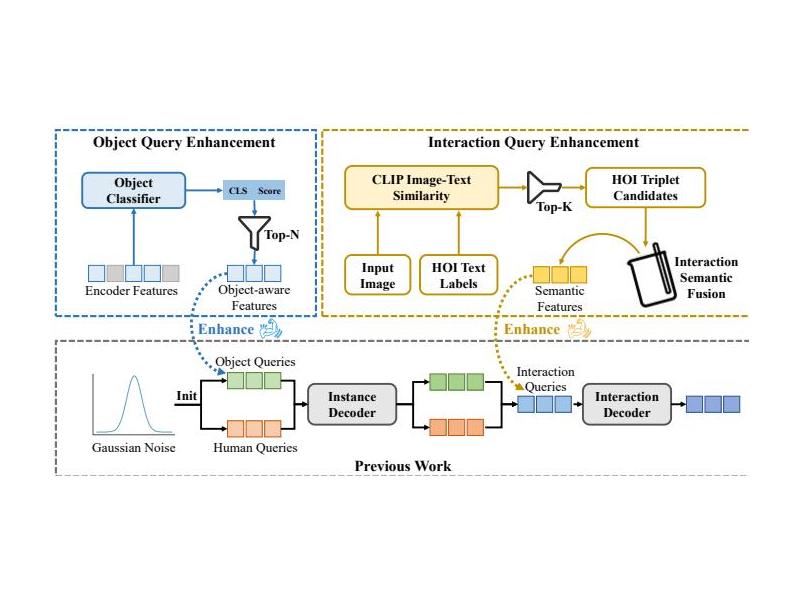 Object Query Enhancement
Object
Classifier
CLS Score
Top-N
Encoder Features
Object-aware
Features
Enhance
Interaction Query Enhancement
CLIP Image-Text
Similarity
Top-K
HOI Triplet
Candidates
Input
Image
HOI Text
Labels
Semantic
Features
Interaction
Semantic
Fusion
Enhance
Gaussian Noise
Init
Object Queries
Human Queries
Instance
Decoder
Interaction
Queries
Interaction
Decoder
Previous Work